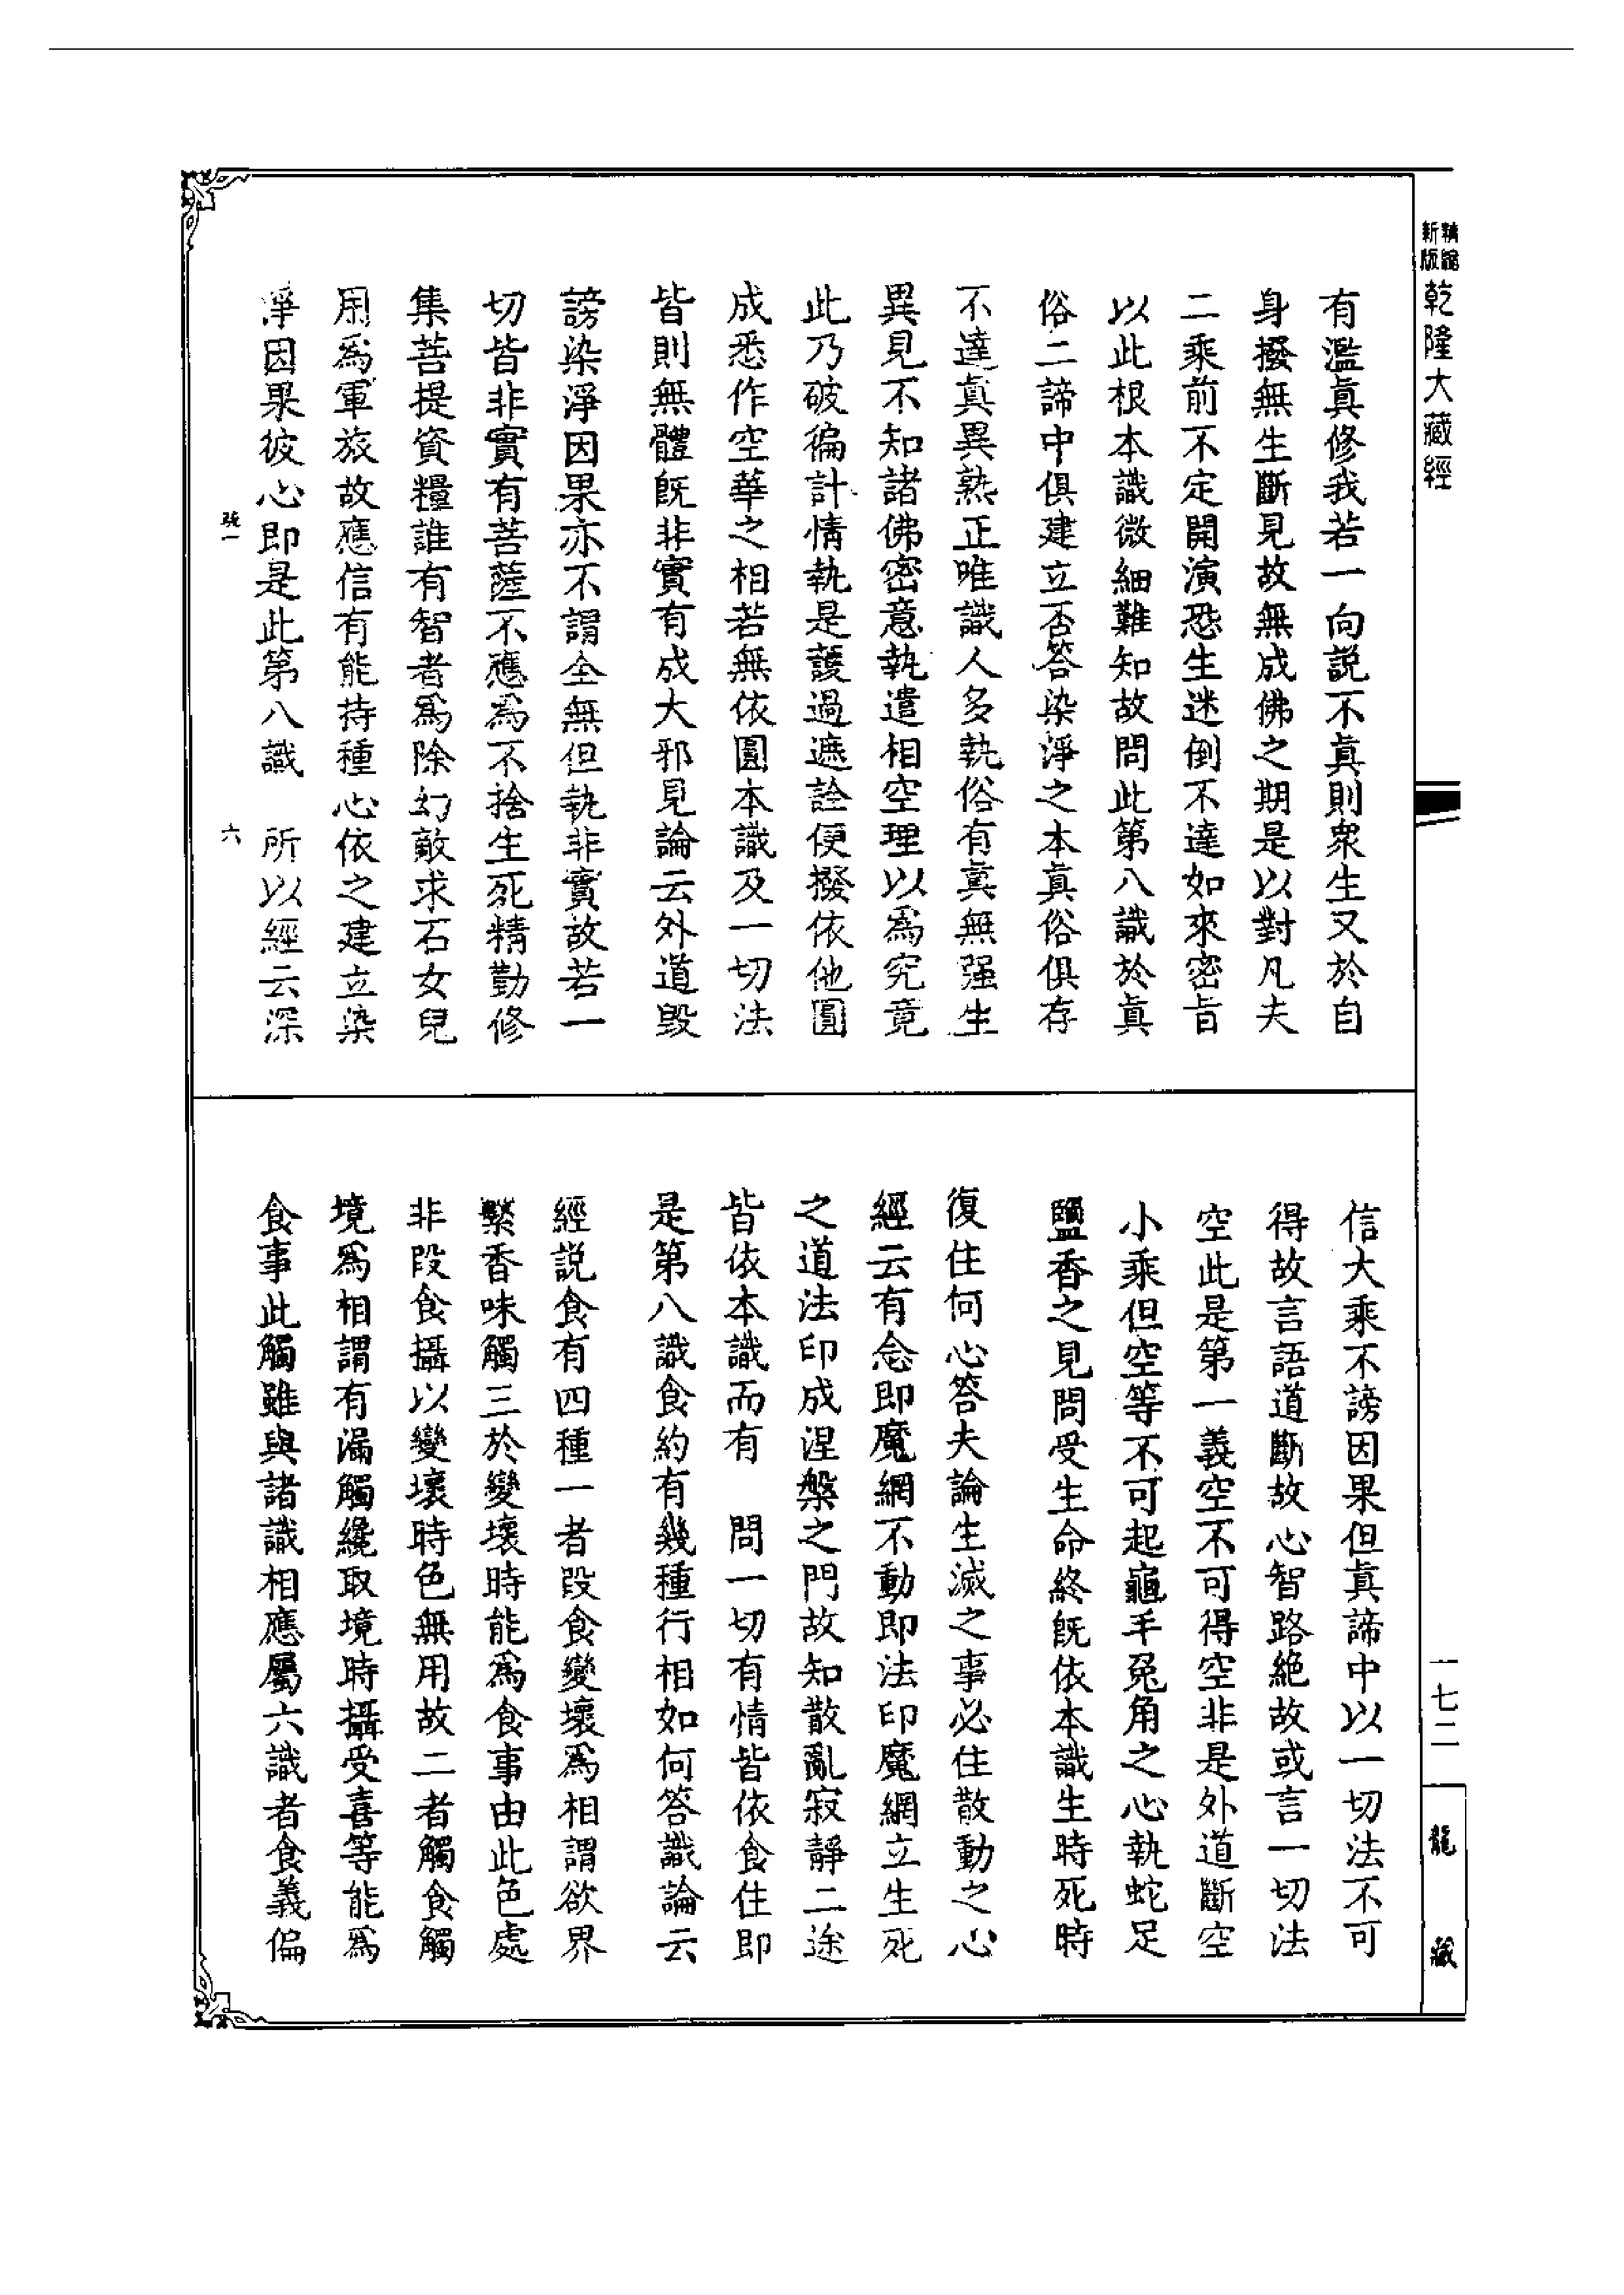 新版
精縮
乾隆大藏經
有濫眞修我若一向説不眞則衆生又於自
身撥無生斷見故無成佛之期是以對凡夫
二乘前不定開演恐生迷倒不達如來密旨
以此根本識微細難知故問此第八識於眞
俗二諦中俱建立否答染淨之本眞俗俱存
不達眞異熟正唯識人多執俗有眞無强生
異見不知諸佛密意執遣相空理以爲究竟
此乃破徧計情執是護過遮詮便撥依他圓
成悉作空華之相若無依圓本識及一切法
皆則無體旣非實有成大邪見論云外道毀
謗染淨因果亦不謂全無但執非實故若一
切皆非實有菩薩不應爲不捨生死精勤修
集菩提資糧誰有智者爲除幻敵求石女兒
用爲軍旅故應信有能持種心依之建立染
淨因果彼心即是此第八識　所以經云深
六
信大乘不謗因果但眞諦中以一切法不可
得故言語道斷故心智路絶故或言一切法
空此是第一義空不可得空非是外道斷空
小乘但空等不可起龜毛兔角之心執蛇足
鹽香之見問受生命終旣依本識生時死時
復住何心答夫論生滅之事必住散動之心
經云有念即魔網不動即法印魔網立生死
之道法印成涅槃之門故知散亂寂靜二途
皆依本識而有　問一切有情皆依食住即
是第八識食約有幾種行相如何答識論云
經説食有四種一者段食變壞爲相謂欲界
繫香味觸三於變壞時能爲食事由此色處
非段食攝以變壞時色無用故二者觸食觸
境爲相謂有漏觸纔取境時攝受喜等能爲
食事此觸雖與諸識相應屬六識者食義偏
一七二
龍藏